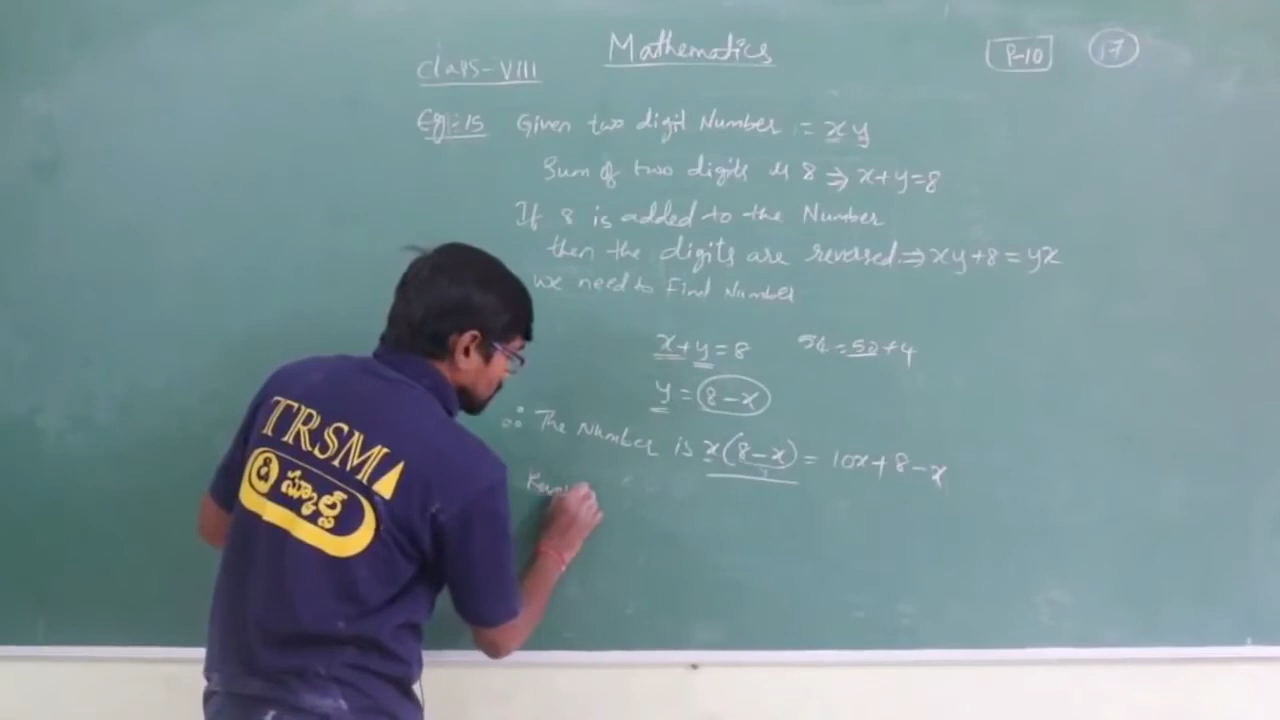 Mathematics
Class-VIII
P-10
17
Eg:-15 Given two digit Number = xy
Sum of two digits is 8 ⇒ x+y=8
If 8 is added to the Number
then the digits are reversed. ⇒ xy+8=yx
we need to Find Number
x+y=8
54=50+4
y=8-x
∴ The Number is x(8-x) = 10x+8-x
TRSMA
ది స్కూల్స్